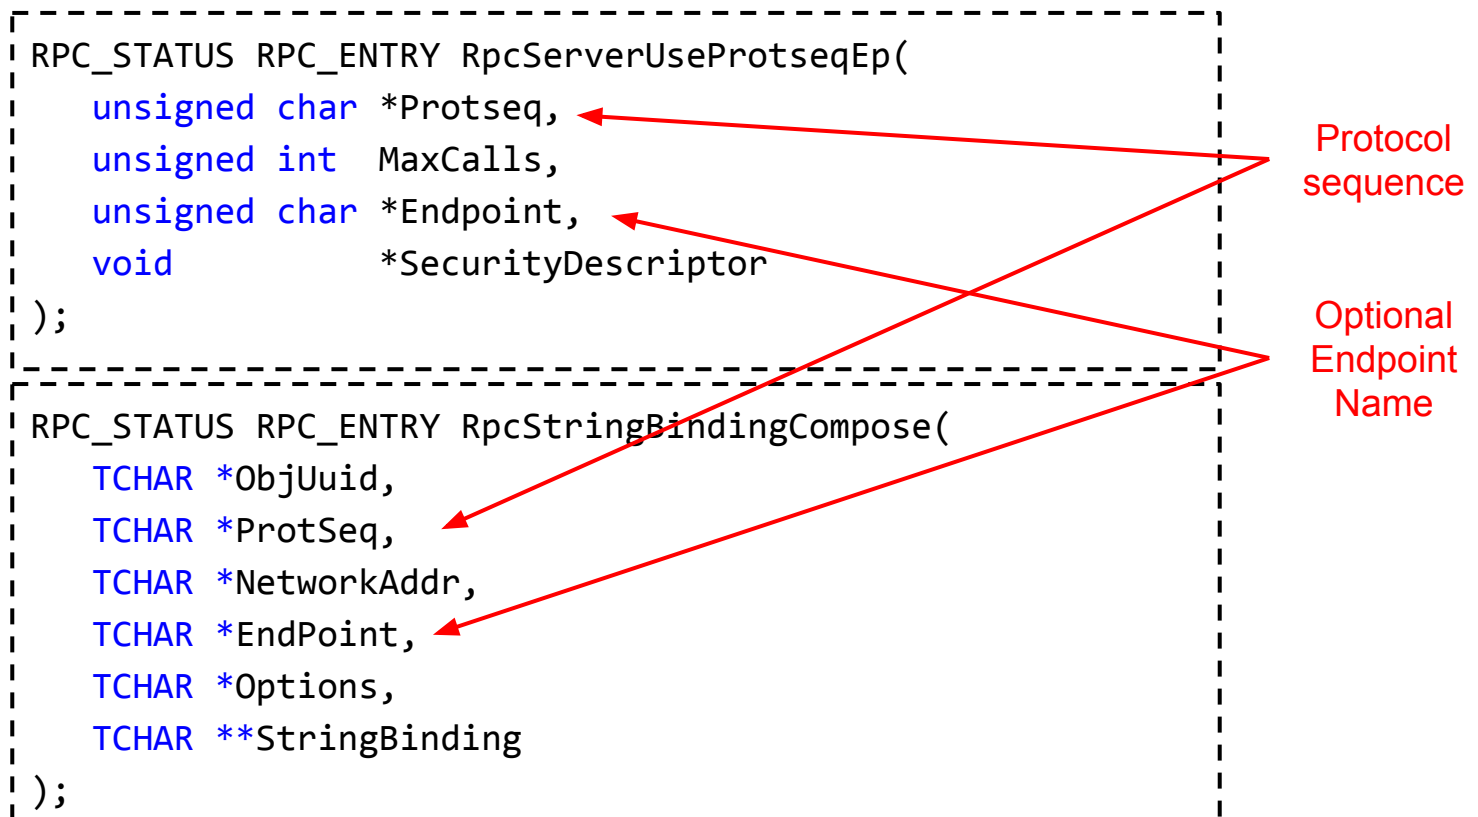 RPC_STATUS RPC_ENTRY RpcServerUseProtseqEp(
unsigned char *Protseq,
unsigned int  MaxCalls,
unsigned char *Endpoint,
void          *SecurityDescriptor
);
RPC_STATUS RPC_ENTRY RpcStringBindingCompose(
TCHAR *ObjUuid,
TCHAR *ProtSeq,
TCHAR *NetworkAddr,
TCHAR *EndPoint,
TCHAR *Options,
TCHAR **StringBinding
);
Protocol
sequence
Optional
Endpoint
Name